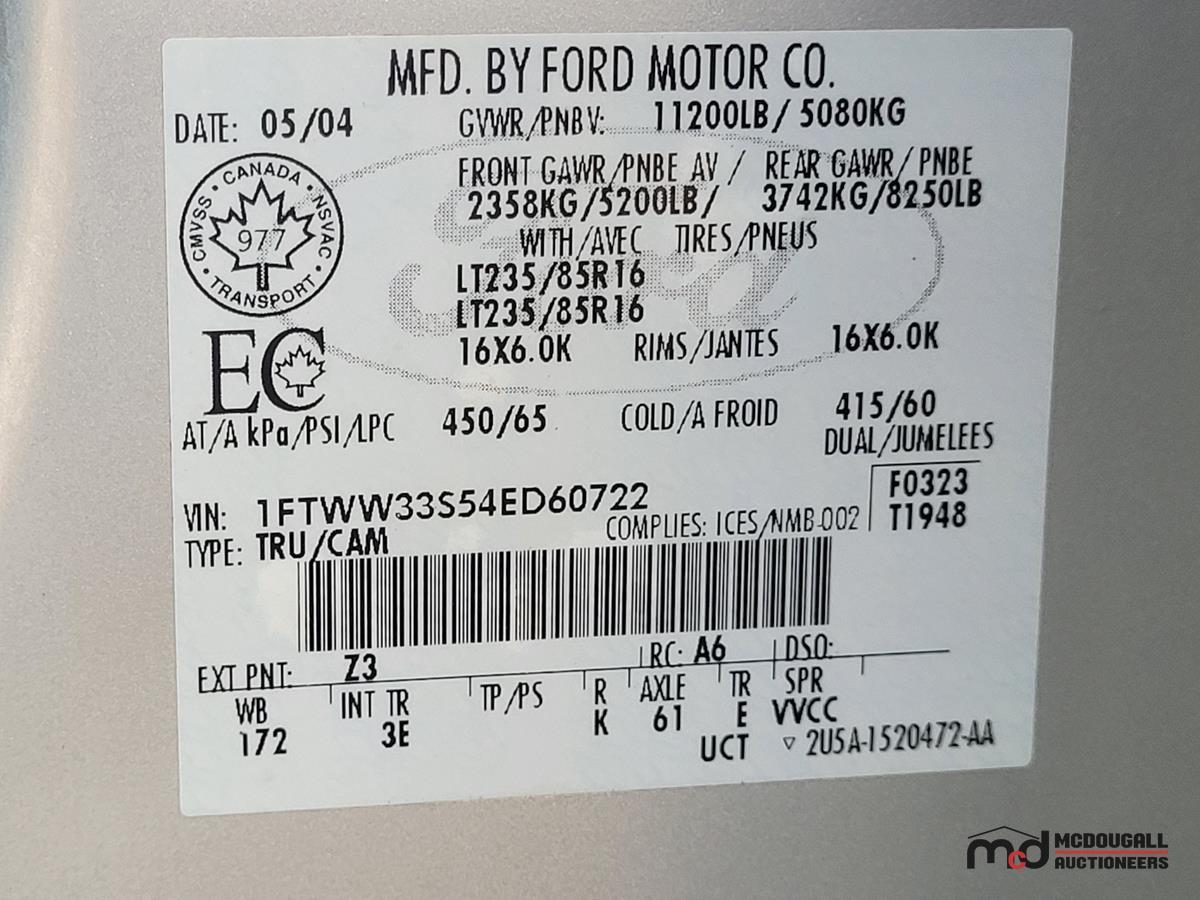 MFD. BY FORD MOTOR CO.
DATE: 05/04 GVWR/PNBV: 11200LB/ 5080KG
FRONT GAWR/PNBE AV / REAR GAWR/ PNBE
2358KG/5200LB/ 3742KG/8250LB
WITH/AVEC TIRES/PNEUS
CANADA
CMVSS NSVAC
977
TRANSPORT
LT235/85R16
LT235/85R16
16X6.0K RIMS/JANTES 16X6.0K
EC
AT/A kPa/PSI/LPC 450/65 COLD/A FROID 415/60
DUAL/JUMELEES
F0323
VIN: 1FTWW33S54ED60722
COMPLIES: ICES/NMB-002 T1948
TYPE: TRU/CAM
EXT PNT: Z3 RC: A6 DSO:
WB INT TR TP/PS R AXLE TR SPR
172 3E K 61 E VVCC
UCT 2U5A-1520472-AA
Ford
mcd MCDOUGALL
AUCTIONEERS